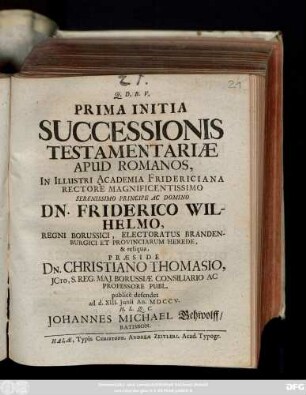 21.
21
Q. D. B. V.
PRIMA INITIA
SUCCESSIONIS
TESTAMENTARIÆ
APUD ROMANOS,
IN ILLUSTRI ACADEMIA FRIDERICIANA
RECTORE MAGNIFICENTISSIMO
SERENISSIMO PRINCIPE AC DOMINO
DN. FRIDERICO WIL-
HELMO,
REGNI BORUSSICI, ELECTORATUS BRANDEN-
BURGICI ET PROVINCIARUM HEREDE,
& reliqua,
PRÆSIDE
DN. CHRISTIANO THOMASIO,
JCTO, S. REG. MAJ. BORUSSIÆ CONSILIARIO AC
PROFESSORE PUBL.
publicè defendet
ad d. XIII. Junii An. MDCCV.
H. L. Q. C.
JOHANNES MICHAEL
RATISBON.
HALÆ, Typis CHRISTOPH. ANDREÆ ZEITLERI, Acad. Typogr.